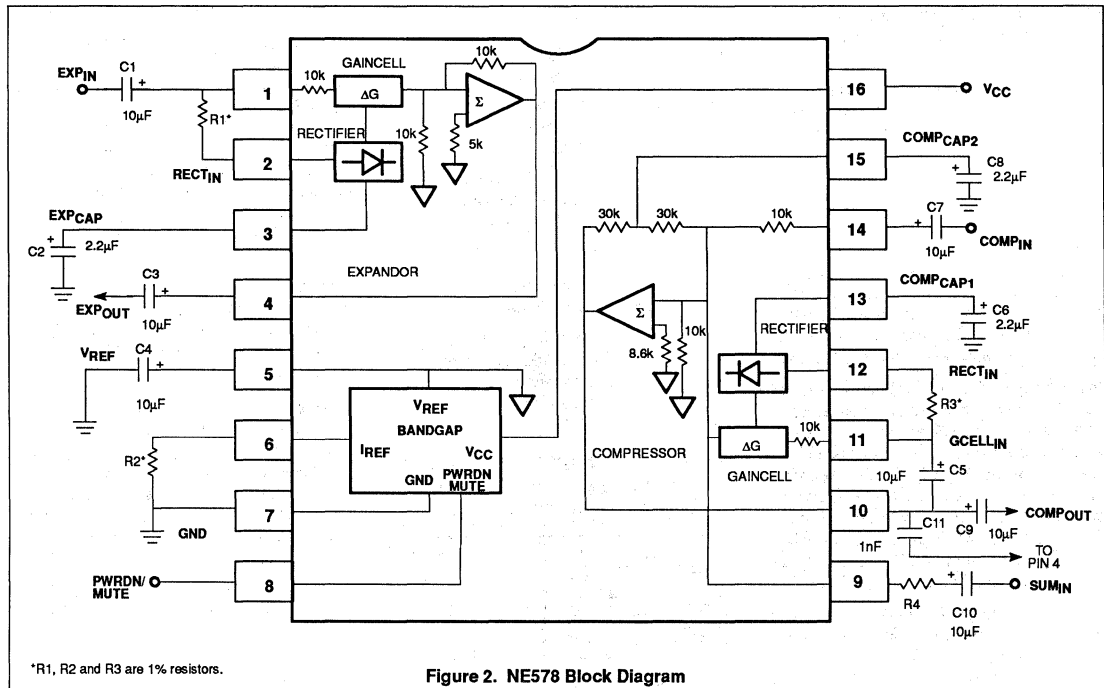 EXPIN
C1
+
10µF
R1*
RECTIN
EXPCAP
+
C2
2.2µF
C3
+
EXPOUT
10µF
VREF
C4
+
10µF
R2*
GND
PWRDN/
MUTE
1
2
3
4
5
6
7
8
10k
GAINCELL
ΔG
RECTIFIER
10k
10k
Σ
5k
EXPANDOR
VREF
BANDGAP
IREF
VCC
PWRDN
MUTE
GND
30k
30k
10k
Σ
8.6k
10k
RECTIFIER
COMPRESSOR
ΔG
10k
GAINCELL
16
15
14
13
12
11
10
9
VCC
COMPCAP2
+
C8
2.2µF
C7
+
10µF
COMPIN
COMPCAP1
+
C6
2.2µF
RECTIN
R3*
GCELLIN
10µF
+
C5
+
COMPOUT
C11
C9
10µF
1nF
TO
PIN 4
R4
+
SUMIN
C10
10µF
*R1, R2 and R3 are 1% resistors.
Figure 2. NE578 Block Diagram